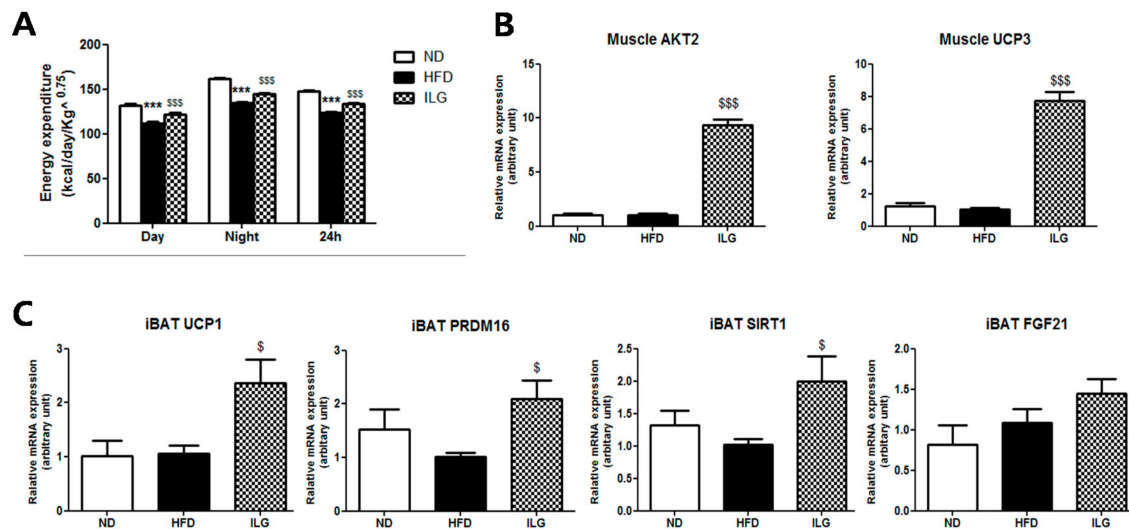 A
Energy expenditure
(kcal/day/Kg^ 0.75)
200
150
100
50
0
*** $$$
*** $$$
*** $$$
Day Night 24h
ND
HFD
ILG
B
Muscle AKT2
Relative mRNA expression
(arbitrary unit)
15
10
5
0
$$$
ND HFD ILG
Muscle UCP3
Relative mRNA expression
(arbitrary unit)
10
8
6
4
2
0
$$$
ND HFD ILG
C
iBAT UCP1
Ralative mRNA expression
(arbitrary unit)
3
2
1
0
$
ND HFD ILG
iBAT PRDM16
Ralative mRNA expression
(arbitrary unit)
3
2
1
0
$
ND HFD ILG
iBAT SIRT1
Ralative mRNA expression
(arbitrary unit)
2.5
2.0
1.5
1.0
0.5
0.0
$
ND HFD ILG
iBAT FGF21
Ralative mRNA expression
(arbitrary unit)
2.0
1.5
1.0
0.5
0.0
ND HFD ILG